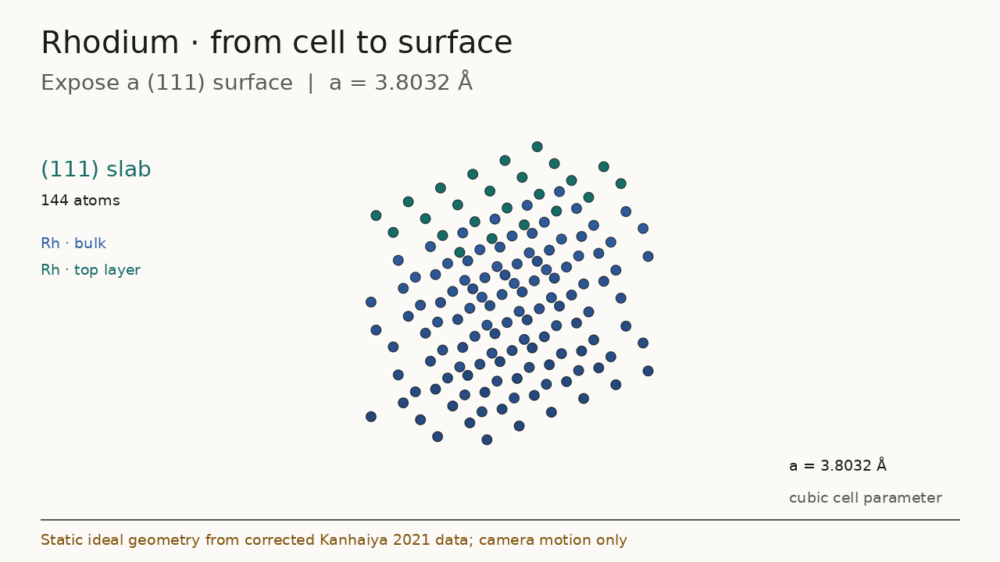 Rhodium · from cell to surface
Expose a (111) surface | a = 3.8032 Å
(111) slab
144 atoms
Rh · bulk
Rh · top layer
a = 3.8032 Å
cubic cell parameter
Static ideal geometry from corrected Kanhaiya 2021 data; camera motion only